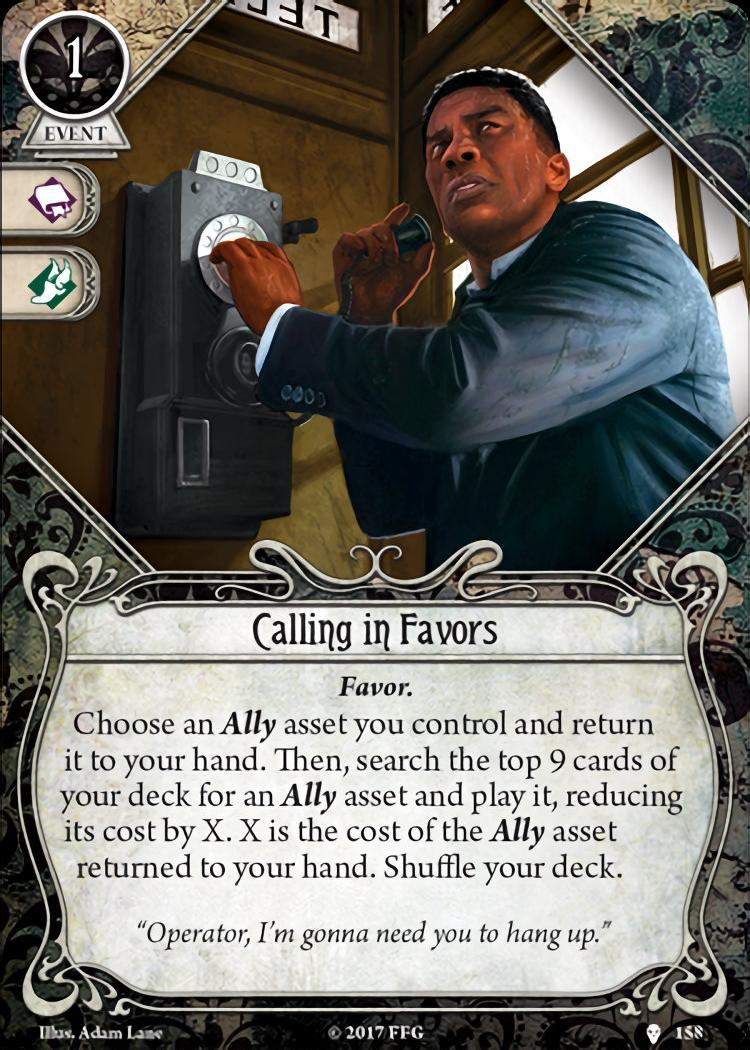 TEL
1
EVENT
Calling in Favors
Favor.
Choose an Ally asset you control and return
it to your hand. Then, search the top 9 cards of
your deck for an Ally asset and play it, reducing
its cost by X. X is the cost of the Ally asset
returned to your hand. Shuffle your deck.
“Operator, I'm gonna need you to hang up.”
Illus. Adam Lane
© 2017 FFG
158